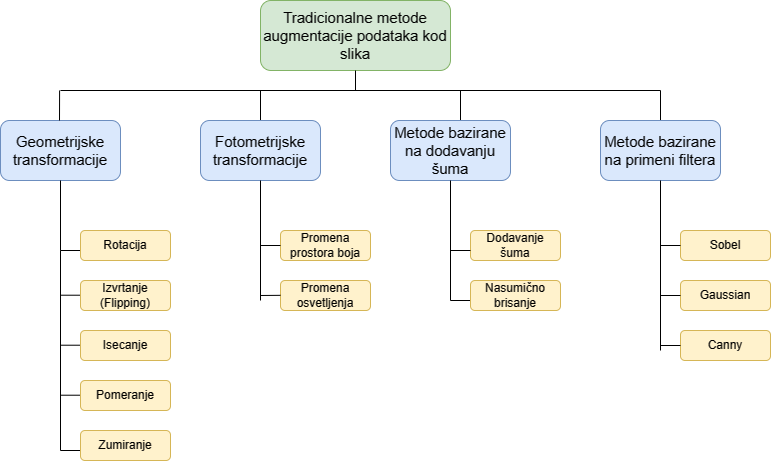 Tradicionalne metode
augmentacije podataka kod
slika
Geometrijske
transformacije
Fotometrijske
transformacije
Metode bazirane
na dodavanju
šuma
Metode bazirane
na primeni filtera
Rotacija
Izvrtanje
(Flipping)
Isecanje
Pomeranje
Zumiranje
Promena
prostora boja
Promena
osvetljenja
Dodavanje
šuma
Nasumično
brisanje
Sobel
Gaussian
Canny